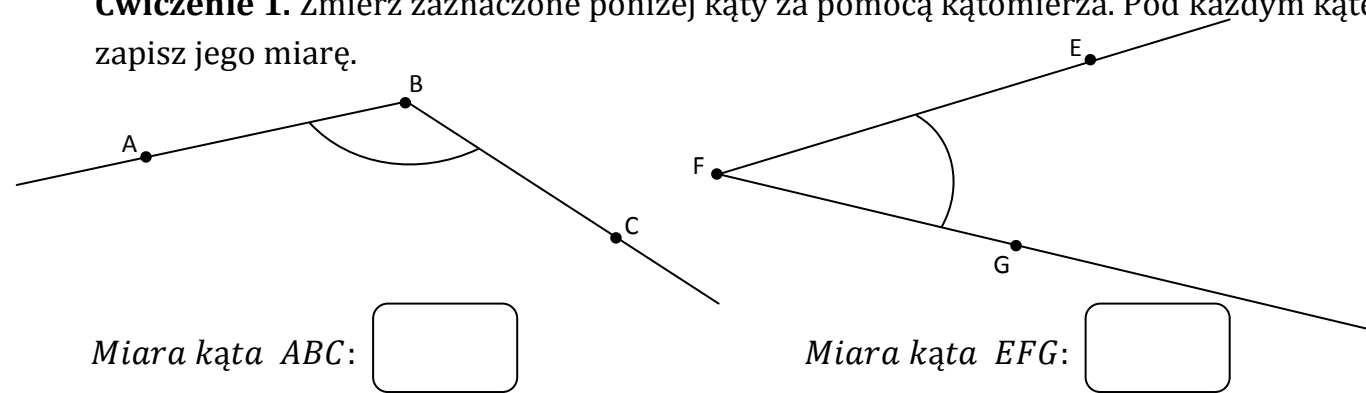 Ćwiczenie 1. Zmierz zaznaczone poniżej kąty za pomocą kątomierza. Pod każdym
zapisz jego miarę.
B
E
A
F
C
G
Miara kąta ABC:
Miara kąta EFG: